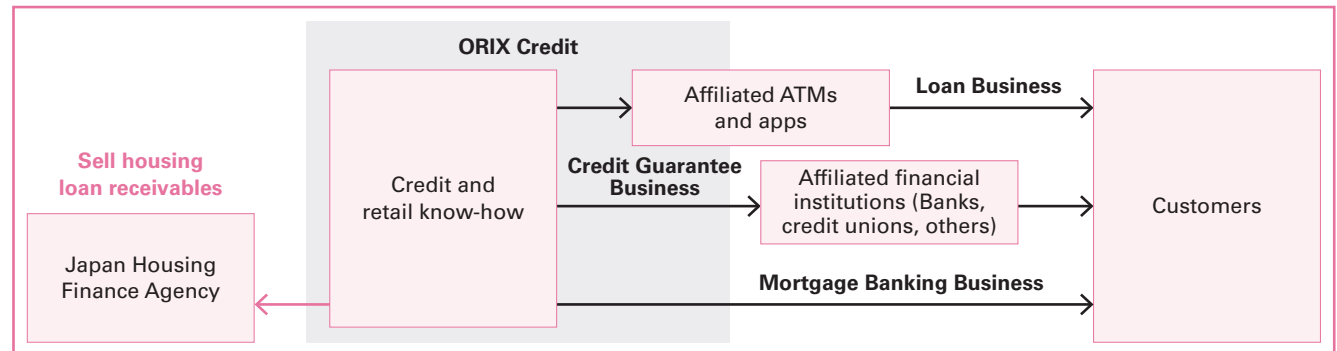 ORIX Credit
Sell housing
loan receivables
Japan Housing
Finance Agency
Credit and
retail know-how
Affiliated ATMs
and apps
Loan Business
Credit Guarantee
Business
Affiliated financial
institutions (Banks,
credit unions, others)
Mortgage Banking Business
Customers